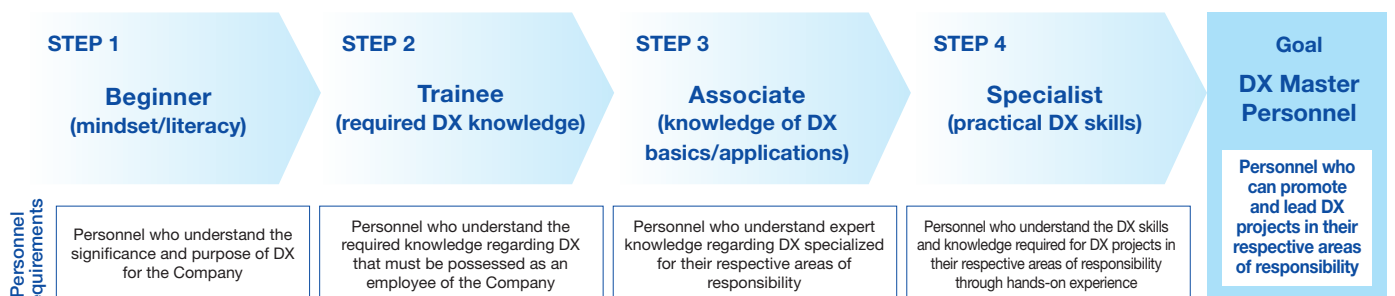 STEP 1
Beginner
(mindset/literacy)
STEP 2
Trainee
(required DX knowledge)
STEP 3
Associate
(knowledge of DX
basics/applications)
STEP 4
Specialist
(practical DX skills)
Goal
DX Master
Personnel
Personnel who
can promote
and lead DX
projects in their
respective areas
of responsibility
Personnel
equirements
Personnel who understand the
significance and purpose of DX
for the Company
Personnel who understand the
required knowledge regarding DX
that must be possessed as an
employee of the Company
Personnel who understand expert
knowledge regarding DX specialized
for their respective areas of
responsibility
Personnel who understand the DX skills
and knowledge required for DX projects in
their respective areas of responsibility
through hands-on experience